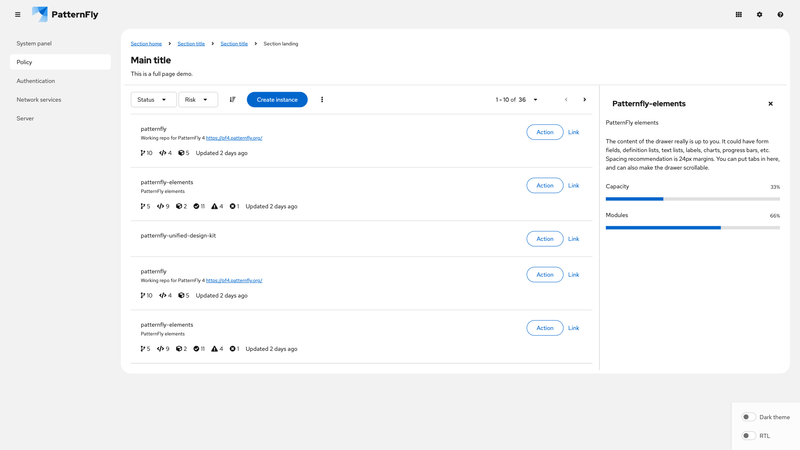 PatternFly
System panel
Policy
Authentication
Network services
Server
Section home
Section title
Section title
Section landing
Main title
This is a full page demo.
Status
Risk
Create instance
1 - 10 of 36
patternfly
Working repo for PatternFly 4 https://pf4.patternfly.org/
10 4 5 Updated 2 days ago
Action Link
patternfly-elements
PatternFly elements
5 9 2 11 4 1 Updated 2 days ago
Action Link
patternfly-unified-design-kit
Action Link
patternfly
Working repo for PatternFly 4 https://pf4.patternfly.org/
10 4 5 Updated 2 days ago
Action Link
patternfly-elements
PatternFly elements
5 9 2 11 4 1 Updated 2 days ago
Action Link
Patternfly-elements
PatternFly elements
The content of the drawer really is up to you. It could have form
fields, definition lists, text lists, labels, charts, progress bars, etc.
Spacing recommendation is 24px margins. You can put tabs in here,
and can also make the drawer scrollable.
Capacity 33%
Modules 66%
Dark theme
RTL